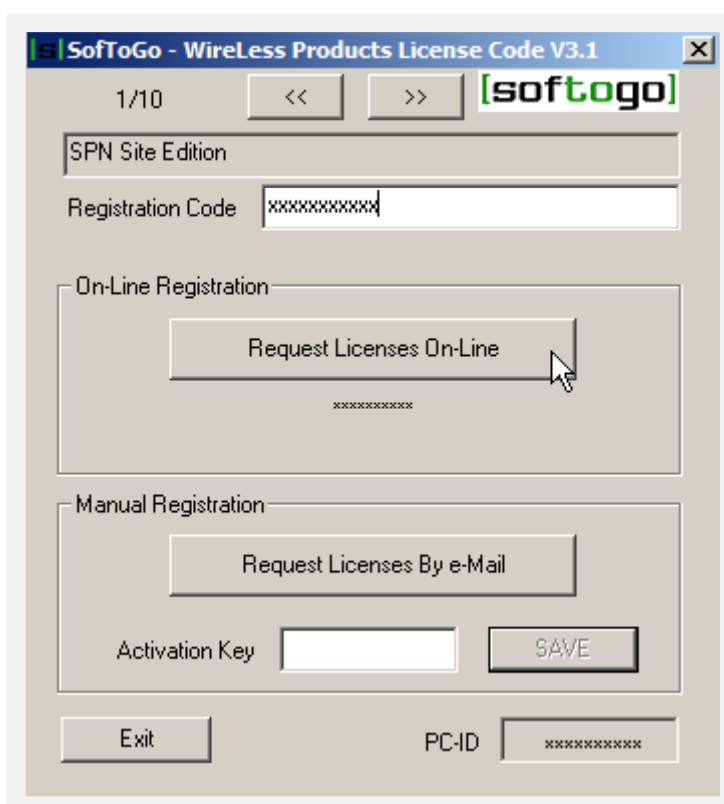 SofToGo - WireLess Products License Code V3.1
1/10 << >> [softogo]
SPN Site Edition
Registration Code xxxxxxxxxxx
On-Line Registration
Request Licenses On-Line
xxxxxxxxxx
Manual Registration
Request Licenses By e-Mail
Activation Key SAVE
Exit PC-ID xxxxxxxxxx